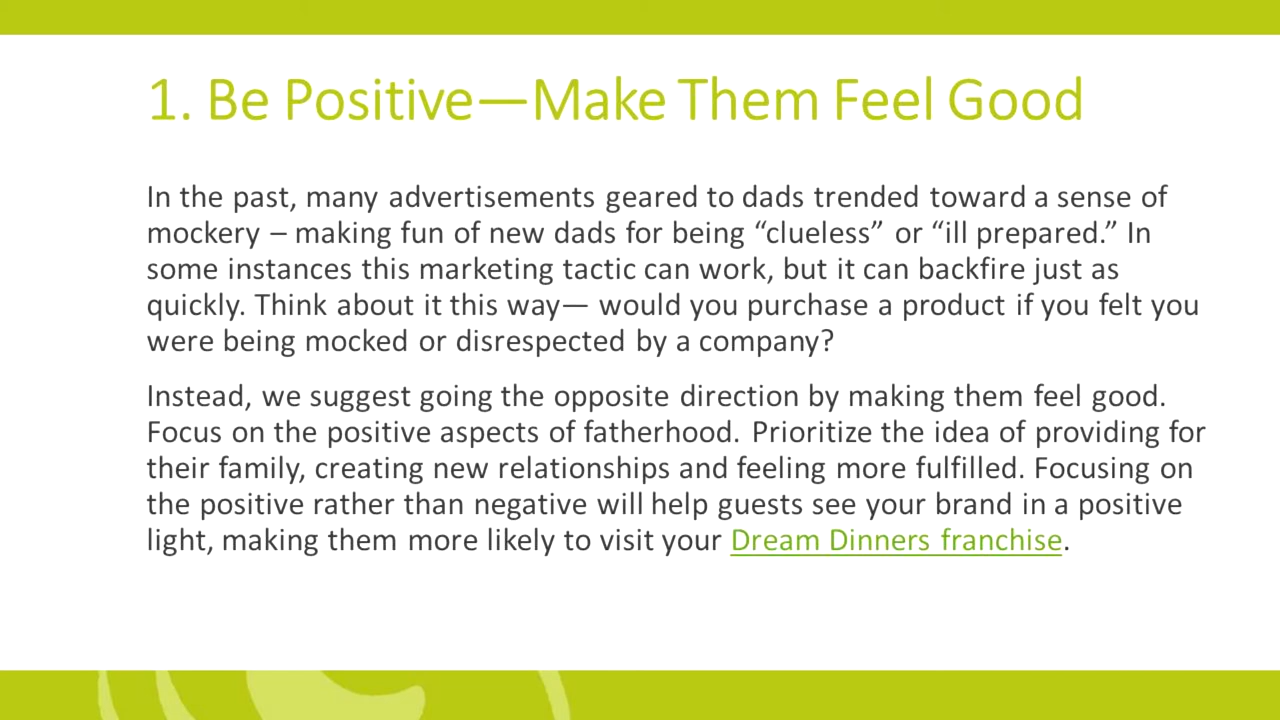 1. Be Positive—Make Them Feel Good
In the past, many advertisements geared to dads trended toward a sense of
mockery – making fun of new dads for being “clueless” or “ill prepared.” In
some instances this marketing tactic can work, but it can backfire just as
quickly. Think about it this way— would you purchase a product if you felt you
were being mocked or disrespected by a company?
Instead, we suggest going the opposite direction by making them feel good.
Focus on the positive aspects of fatherhood. Prioritize the idea of providing for
their family, creating new relationships and feeling more fulfilled. Focusing on
the positive rather than negative will help guests see your brand in a positive
light, making them more likely to visit your Dream Dinners franchise.